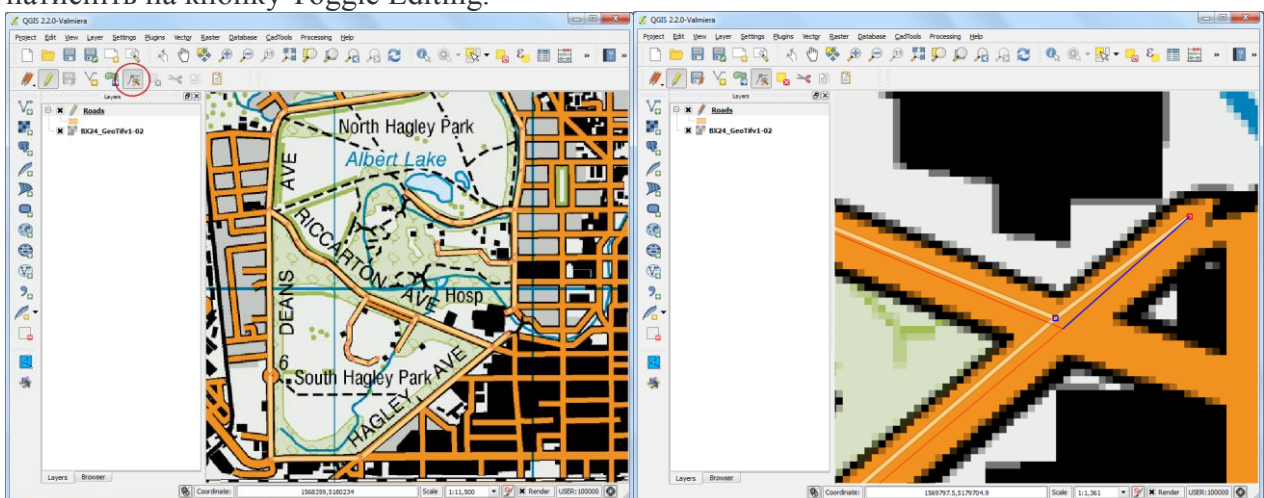 натисніть на кнопку Toggle Editing.
QGIS 2.2.0-Valmiera
Project Edit View Layer Settings Plugins Vector Raster Database CadTools Processing Help
Layers
Roads
BX24_GeoTifv1-02
North Hagley Park
Albert Lake
AVE
RICCARTON
AVE
Hosp
DEANS
6
South Hagley Park
HAGLEY AVE
Layers Browser
Coordinate: 1568359,5180234 Scale 1:11,500 Render USER:100000
QGIS 2.2.0-Valmiera
Project Edit View Layer Settings Plugins Vector Raster Database CadTools Processing Help
Layers
Roads
BX24_GeoTifv1-02
Layers Browser
Coordinate: 1569797.5,5179704.9 Scale 1:1,361 Render USER:100000